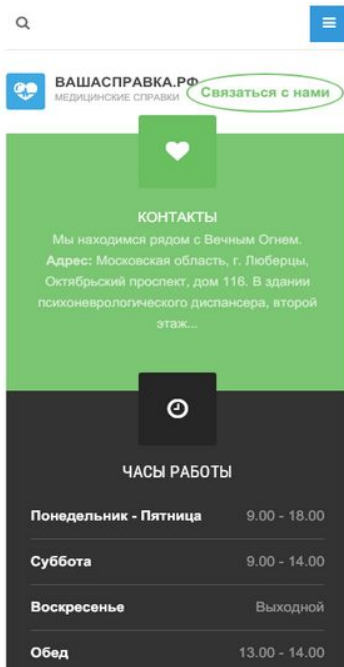 ВАШАСПРАВКА.РФ
МЕДИЦИНСКИЕ СПРАВКИ
Связаться с нами
КОНТАКТЫ
Мы находимся рядом с Вечным Огнем.
Адрес: Московская область, г. Люберцы,
Октябрьский проспект, дом 116. В здании
психоневрологического диспансера, второй
этаж...
ЧАСЫ РАБОТЫ
Понедельник - Пятница 9.00 - 18.00
Суббота 9.00 - 14.00
Воскресенье Выходной
Обед 13.00 - 14.00